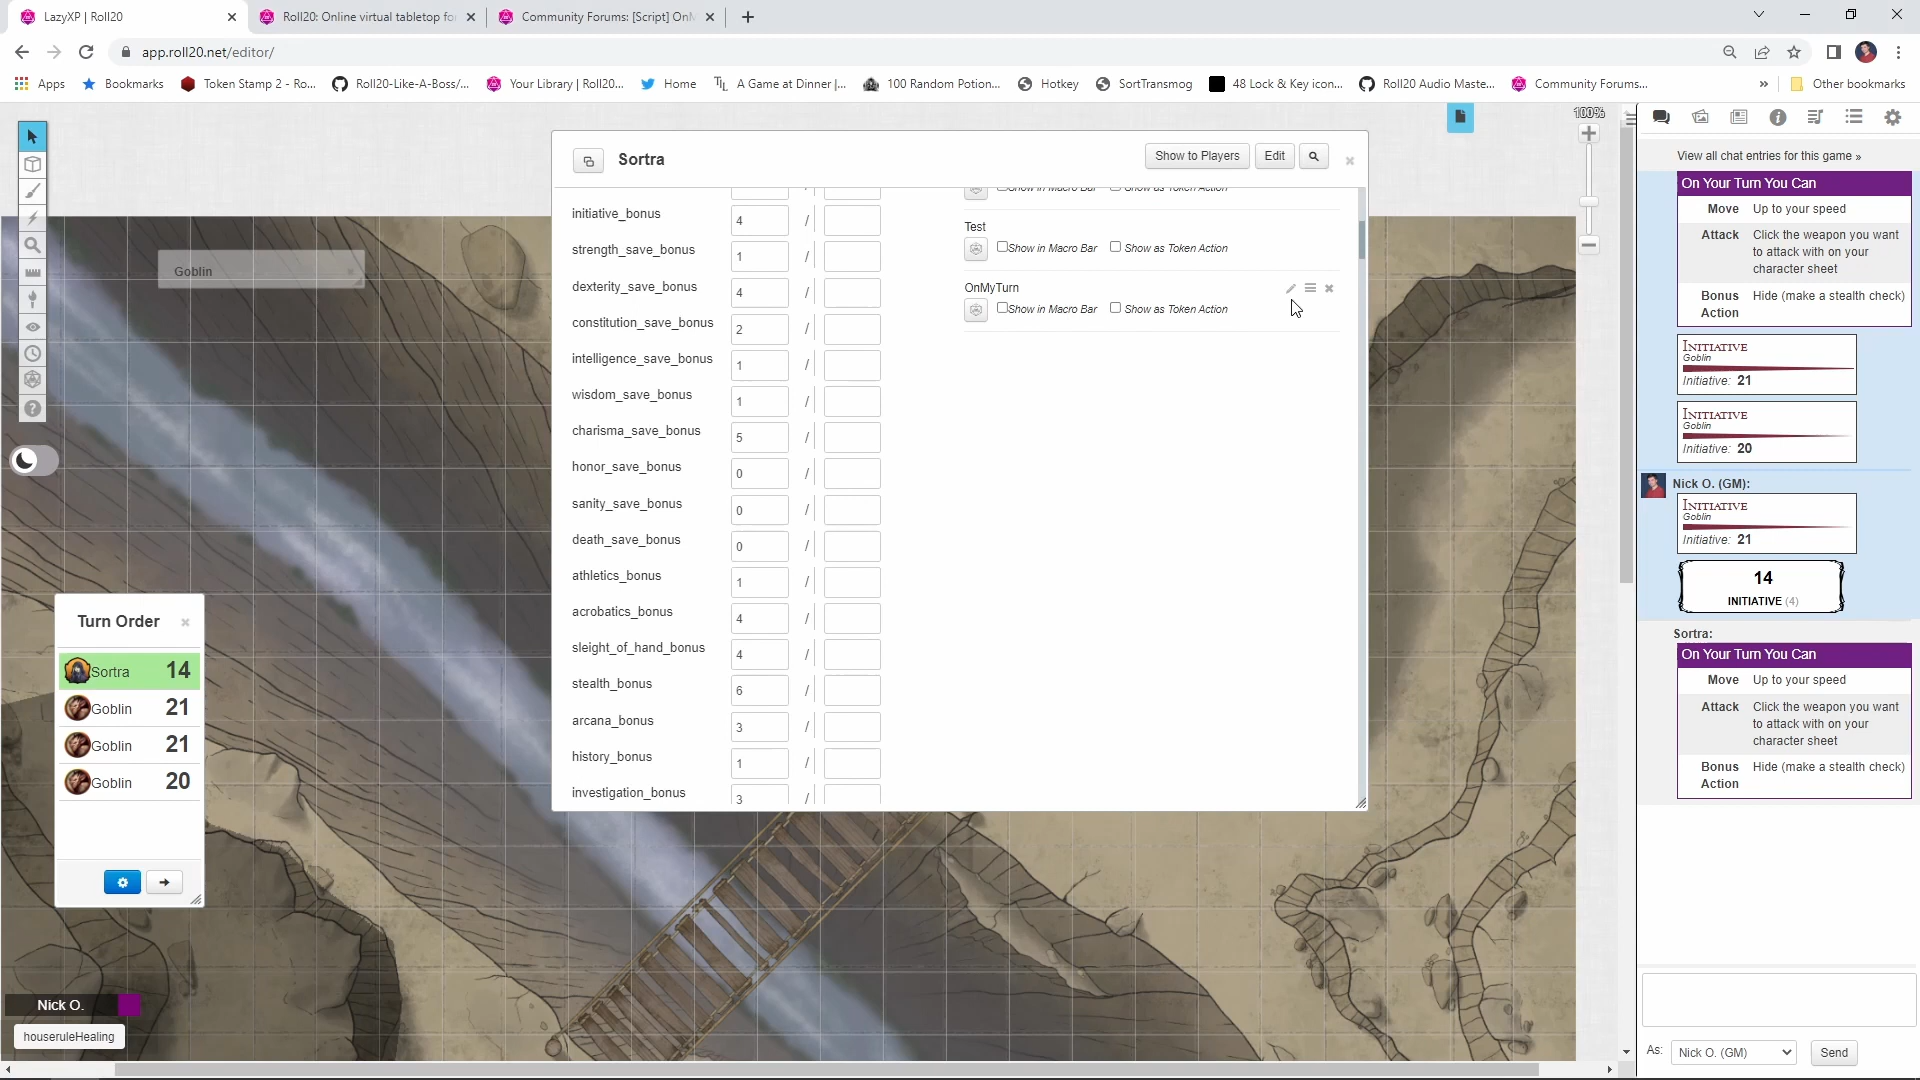 LazyXP | Roll20
Roll20: Online virtual tabletop fo
Community Forums: [Script] OnM
app.roll20.net/editor/
Apps
Bookmarks
Token Stamp 2 - Ro...
Roll20-Like-A-Boss/...
Your Library | Roll20...
Home
A Game at Dinner |...
100 Random Potion...
Hotkey
SortTransmog
48 Lock & Key icon...
Roll20 Audio Maste...
Community Forums...
»
Other bookmarks
100%
Goblin
Sortra
Show to Players
Edit
initiative_bonus
4 /
strength_save_bonus
1 /
dexterity_save_bonus
4 /
constitution_save_bonus
2 /
intelligence_save_bonus
1 /
wisdom_save_bonus
1 /
charisma_save_bonus
5 /
honor_save_bonus
0 /
sanity_save_bonus
0 /
death_save_bonus
0 /
athletics_bonus
1 /
acrobatics_bonus
4 /
sleight_of_hand_bonus
4 /
stealth_bonus
6 /
arcana_bonus
3 /
history_bonus
1 /
investigation_bonus
3 /
Show in Macro Bar Show as Token Action
Test
Show in Macro Bar Show as Token Action
OnMyTurn
Show in Macro Bar Show as Token Action
Turn Order
Sortra 14
Goblin 21
Goblin 21
Goblin 20
Nick O.
houseruleHealing
View all chat entries for this game »
On Your Turn You Can
Move Up to your speed
Attack Click the weapon you want
to attack with on your
character sheet
Bonus Hide (make a stealth check)
Action
INITIATIVE
Goblin
Initiative: 21
INITIATIVE
Goblin
Initiative: 20
Nick O. (GM):
INITIATIVE
Goblin
Initiative: 21
14
INITIATIVE (4)
Sortra:
On Your Turn You Can
Move Up to your speed
Attack Click the weapon you want
to attack with on your
character sheet
Bonus Hide (make a stealth check)
Action
As: Nick O. (GM) Send